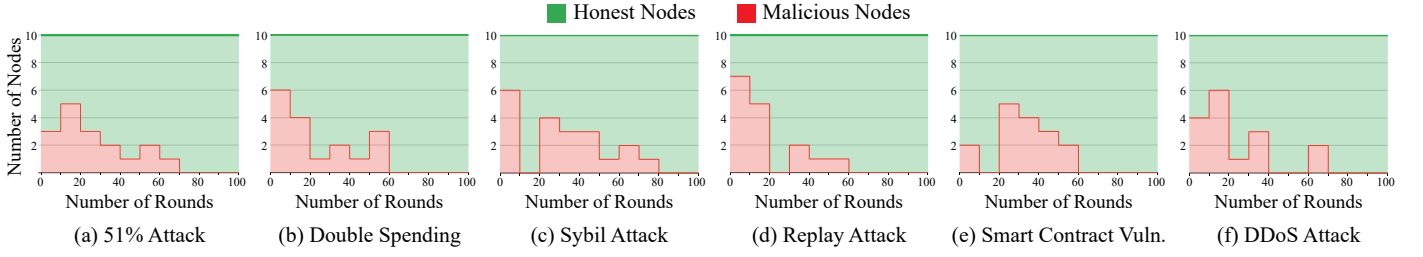 Honest Nodes Malicious Nodes
Number of Nodes
10 8 6 4 2
0 20 40 60 80 100
Number of Rounds
(a) 51% Attack
10 8 6 4 2
0 20 40 60 80 100
Number of Rounds
(b) Double Spending
10 8 6 4 2
0 20 40 60 80 100
Number of Rounds
(c) Sybil Attack
10 8 6 4 2
0 20 40 60 80 100
Number of Rounds
(d) Replay Attack
10 8 6 4 2
0 20 40 60 80 100
Number of Rounds
(e) Smart Contract Vuln.
10 8 6 4 2
0 20 40 60 80 100
Number of Rounds
(f) DDoS Attack